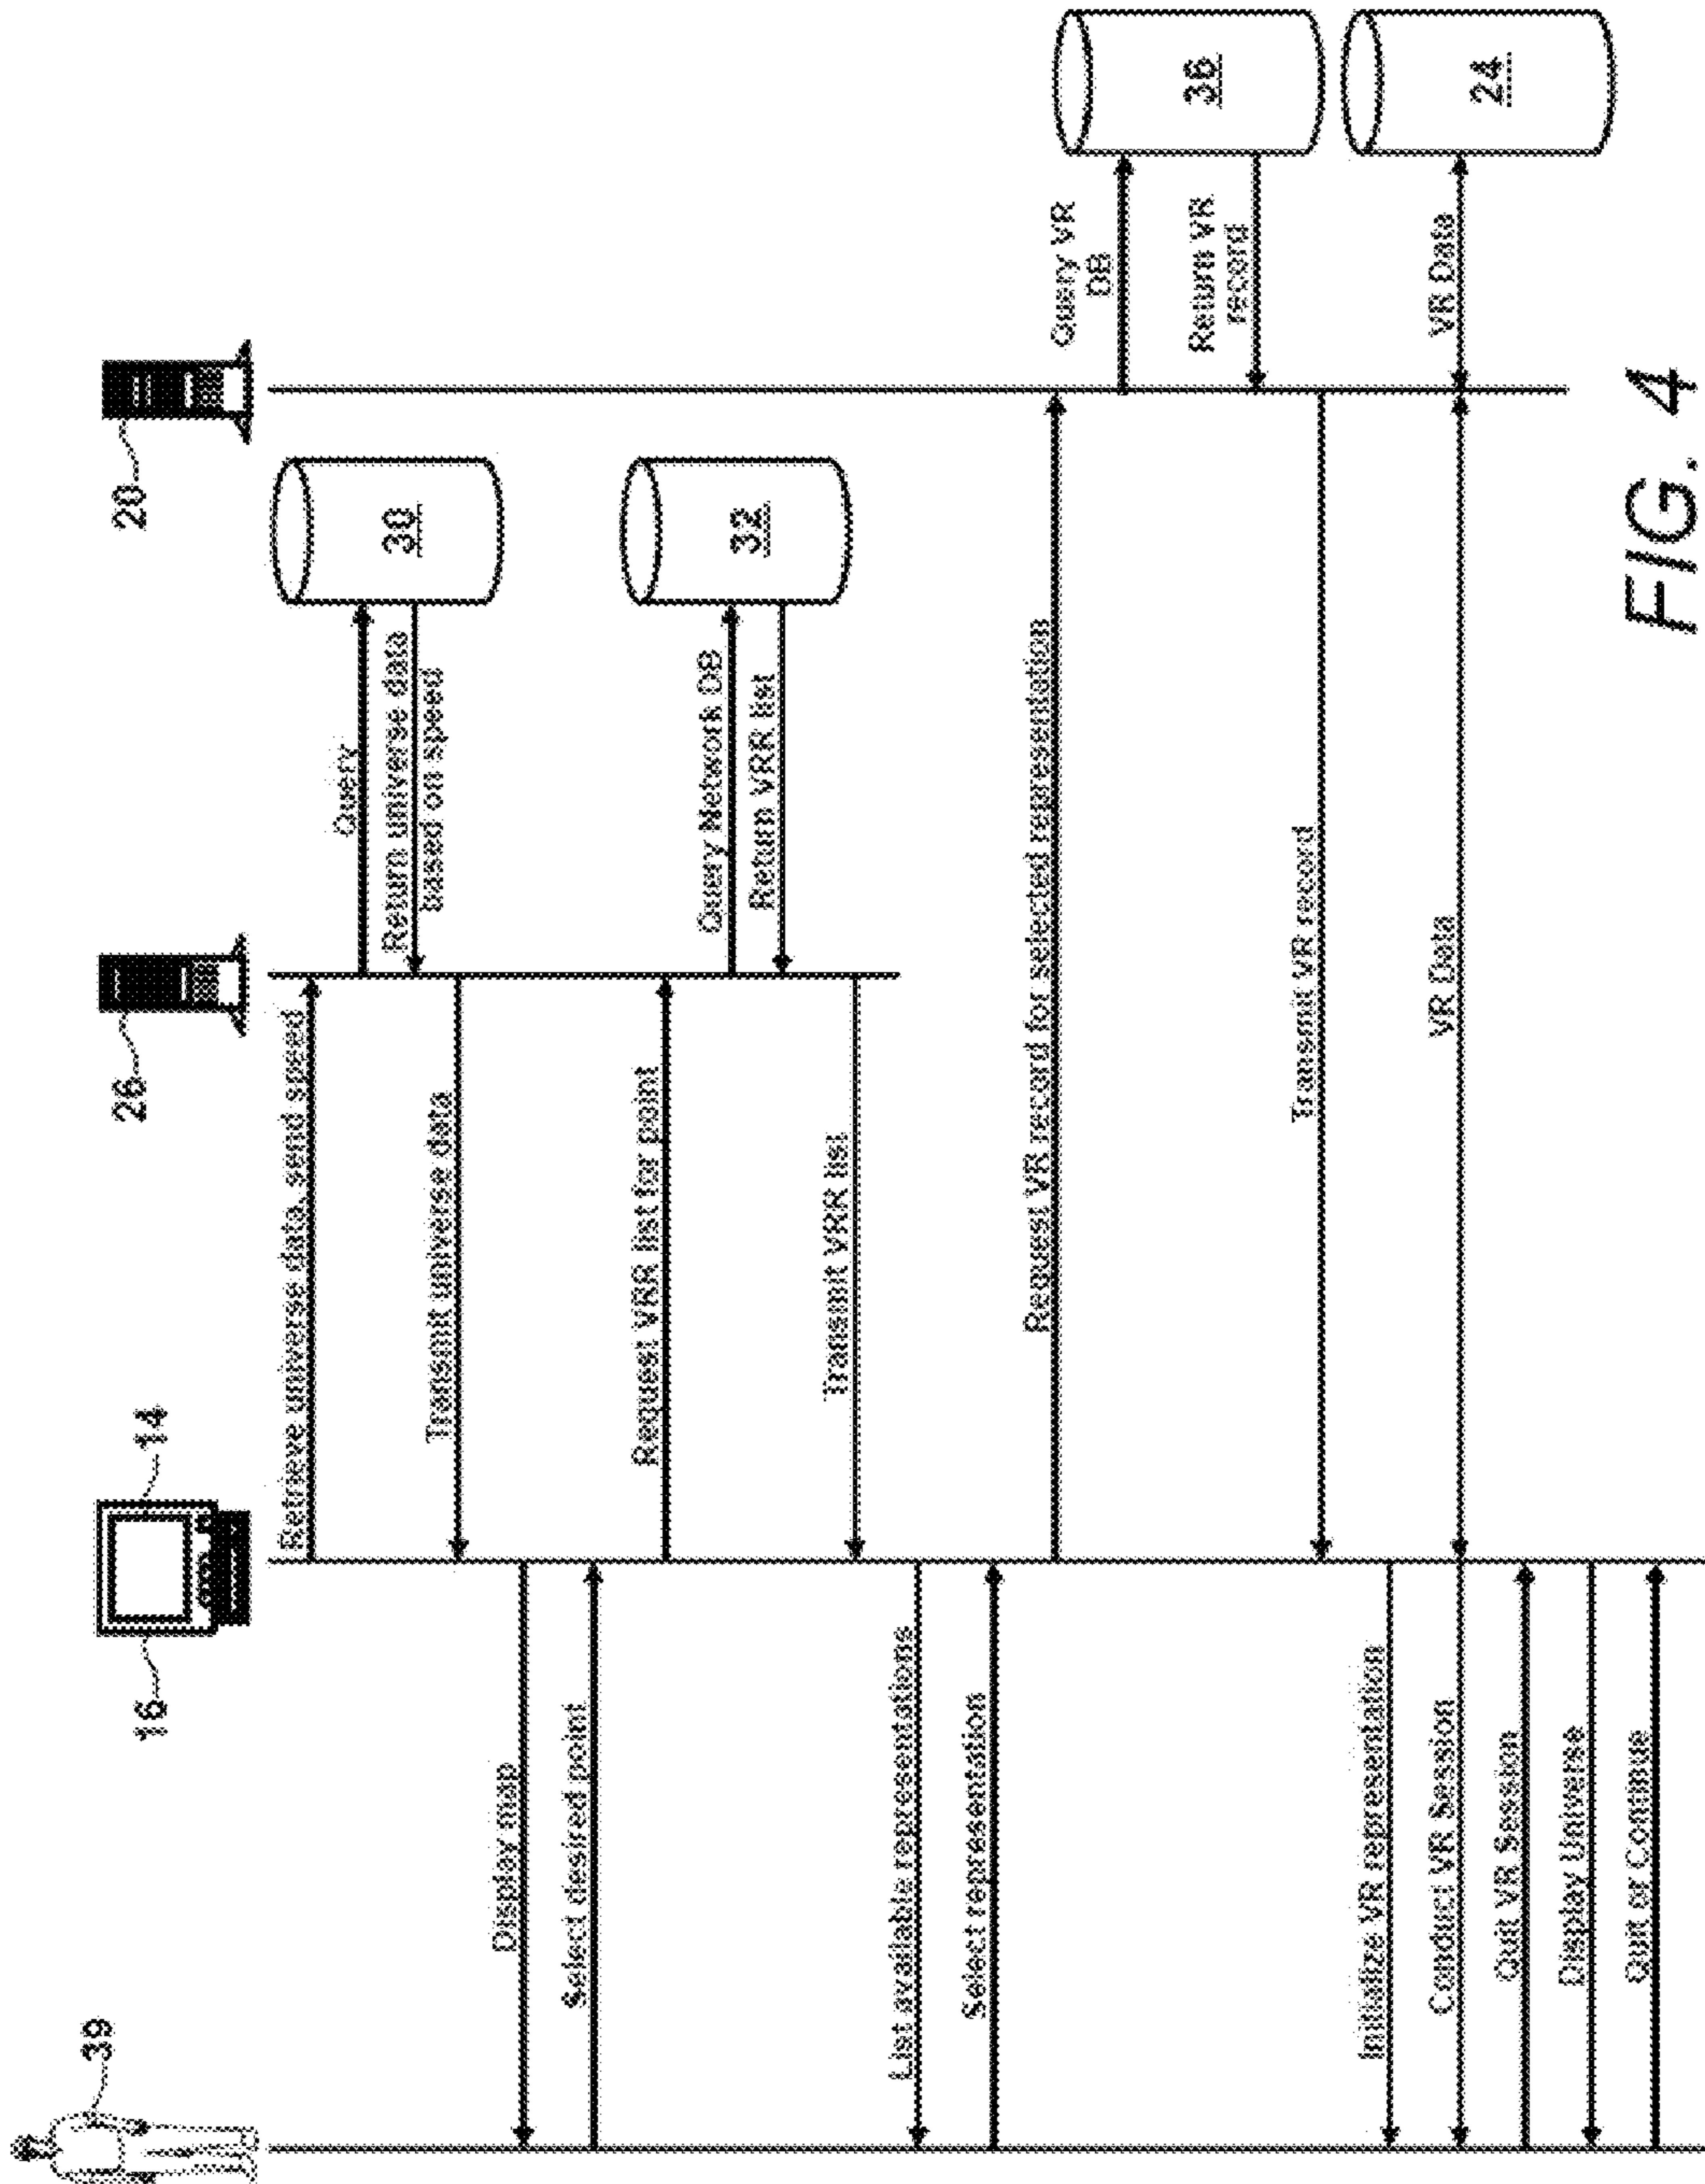 39
16
14
26
20
Retrieve universe data, send speed
Query
30
Return universe data
based on speed
Transmit universe data
Display map
Select desired point
Request VRR list for point
Query Network DB
32
Return VRR list
Transmit VRR list
List available representations
Select representation
Request VR record for selected representation
Query VR
DB
36
Return VR
record
Transmit VR record
Initialize VR representation
Conduct VR Session
VR Data
VR Data
24
Quit VR Session
Display Universe
Quit or Continue
FIG. 4